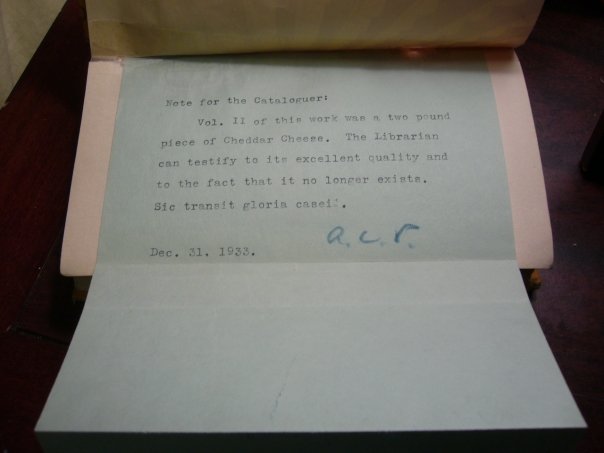 Note for the Cataloguer:
Vol. II of this work was a two pound
piece of Cheddar Cheese. The Librarian
can testify to its excellent quality and
to the fact that it no longer exists.
Sic transit gloria casei.
a.c.P.
Dec. 31, 1933.